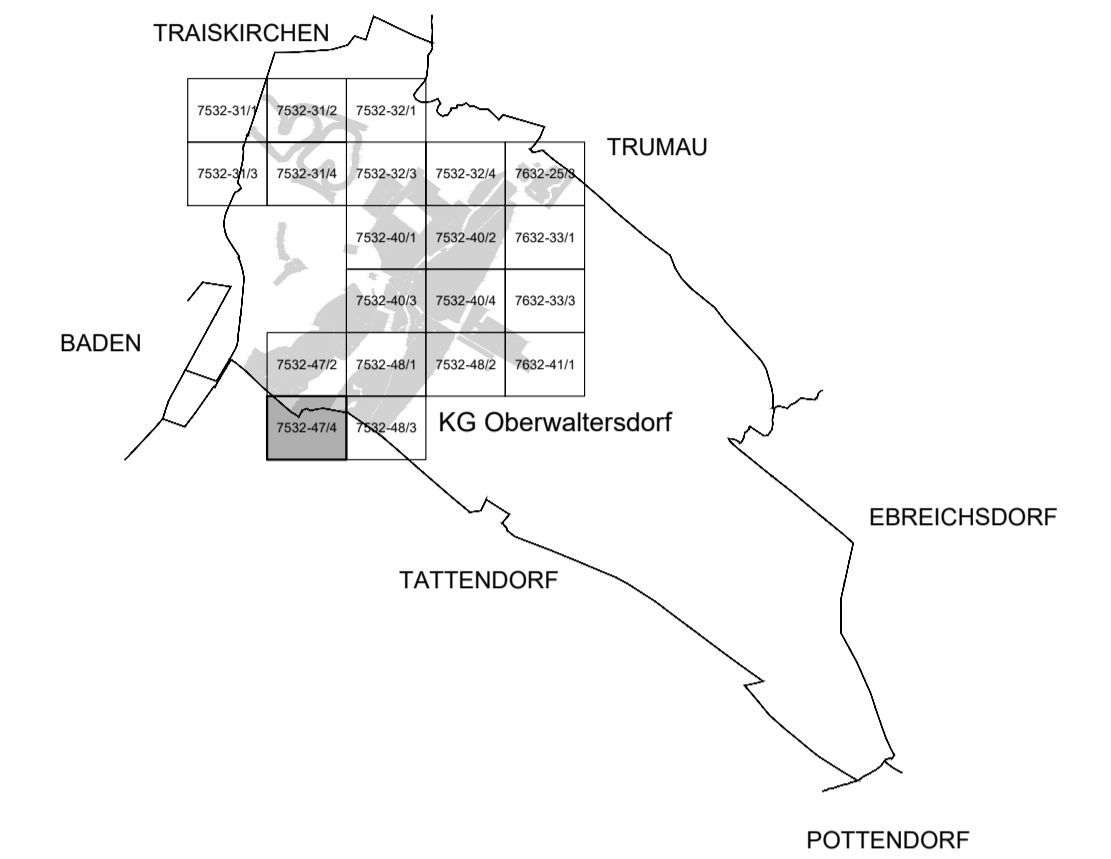 TRAISKIRCHEN
7532-31/1 7532-31/2 7532-32/1
TRUMAU
7532-31/3 7532-31/4 7532-32/3 7532-32/4 7632-25/3
7532-40/1 7532-40/2 7632-33/1
7532-40/3 7532-40/4 7632-33/3
BADEN
7532-47/2 7532-48/1 7532-48/2 7632-41/1
7532-47/4 7532-48/3 KG Oberwaltersdorf
EBREICHSDORF
TATTENDORF
POTTENDORF